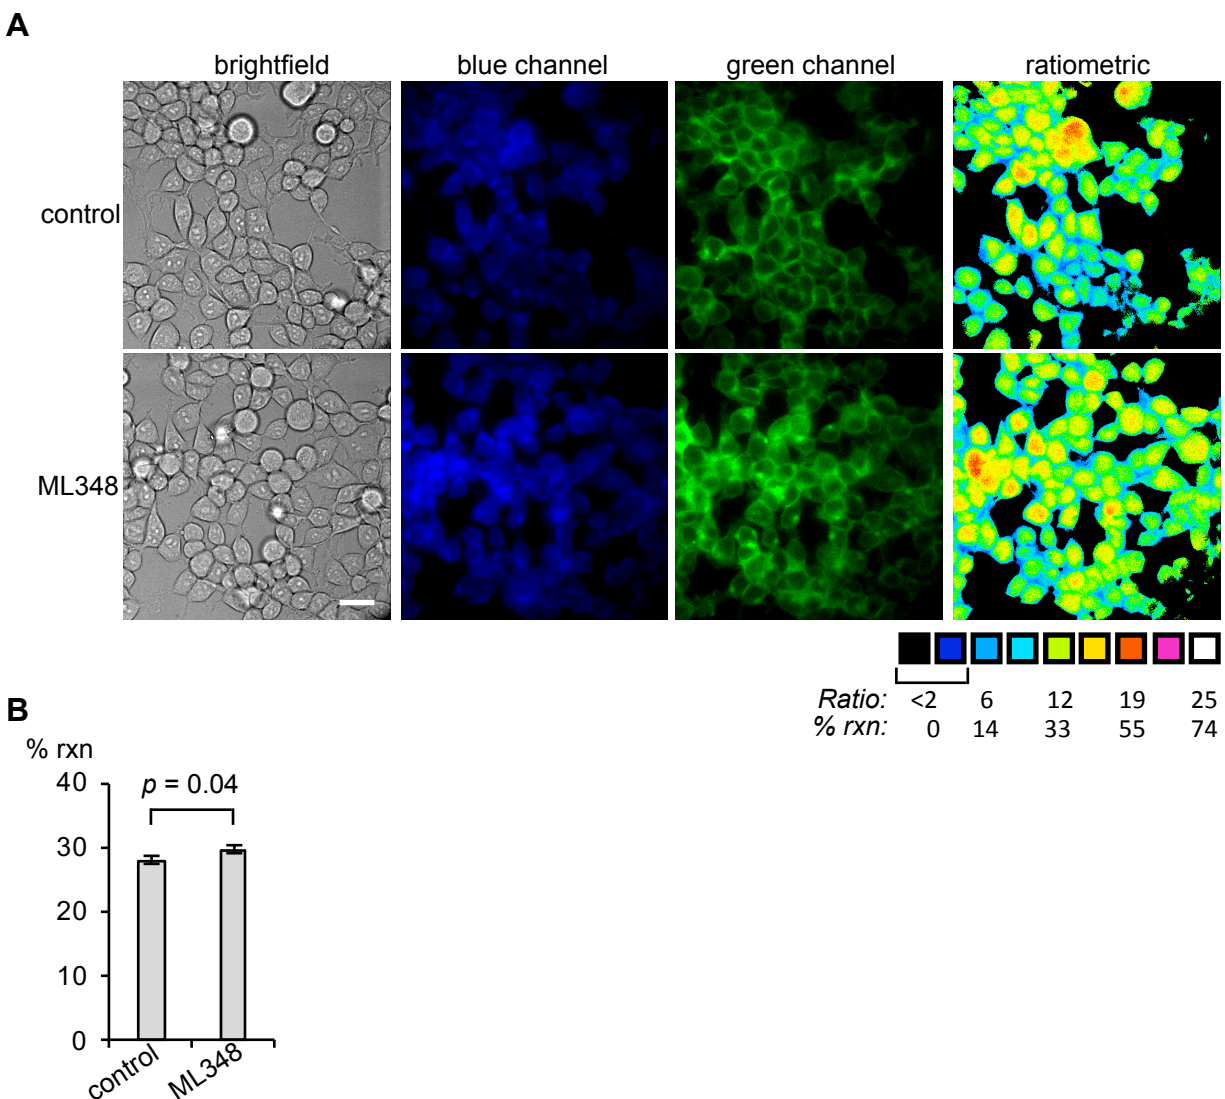 A
brightfield blue channel green channel ratiometric
control
ML348
Ratio: <2 6 12 19 25
% rxn: 0 14 33 55 74
B
% rxn
p = 0.04
40
30
20
10
0
control ML348